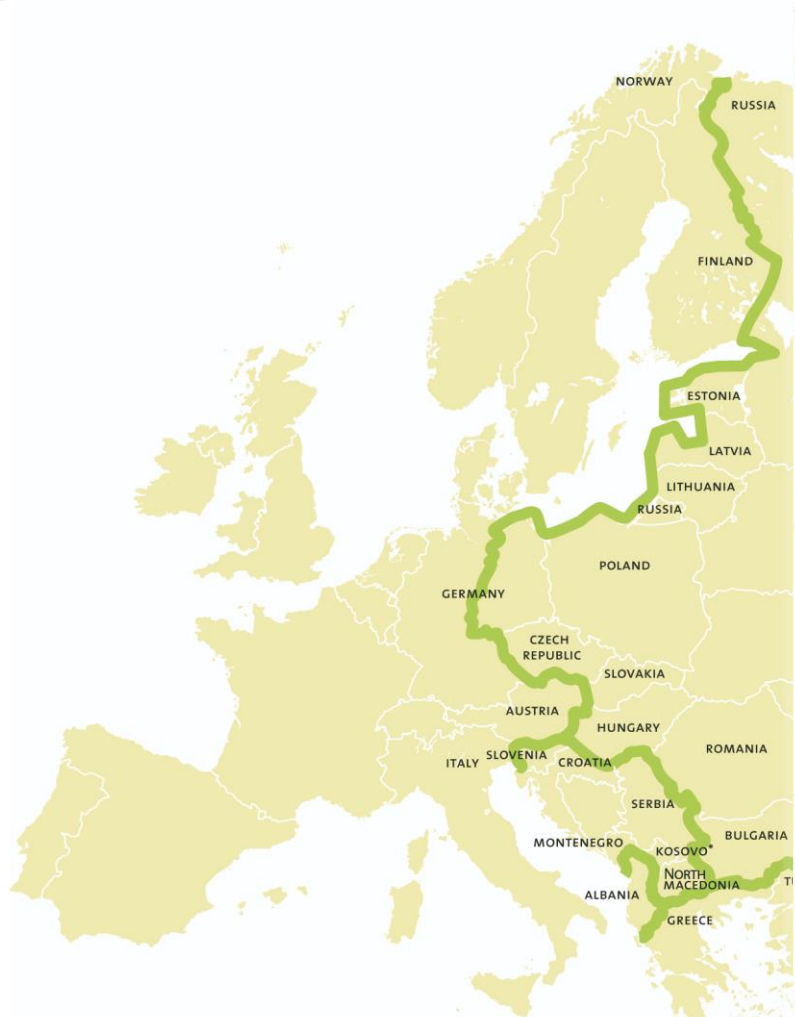 NORWAY
RUSSIA
FINLAND
ESTONIA
LATVIA
LITHUANIA
RUSSIA
POLAND
GERMANY
CZECH
REPUBLIC
SLOVAKIA
AUSTRIA
HUNGARY
ROMANIA
ITALY
SLOVENIA
CROATIA
SERBIA
BULGARIA
MONTENEGRO
KOSOVO*
NORTH
MACEDONIA
ALBANIA
GREECE